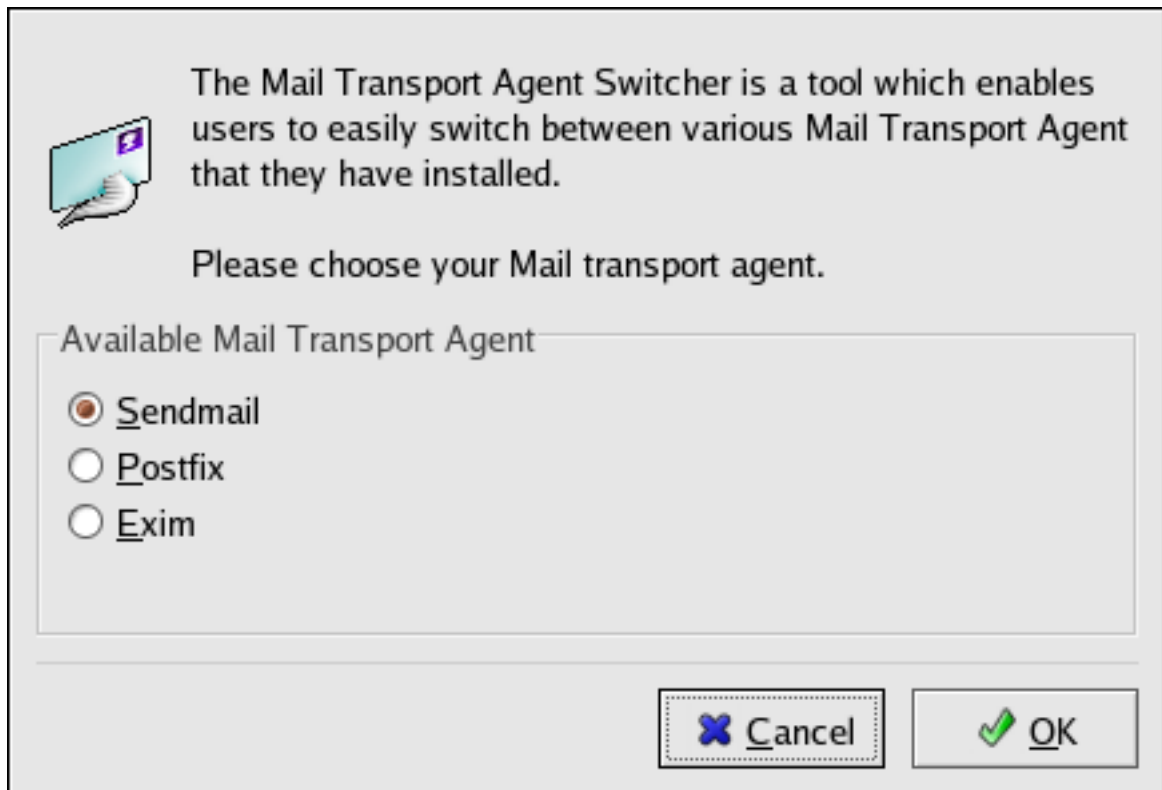 The Mail Transport Agent Switcher is a tool which enables
users to easily switch between various Mail Transport Agent
that they have installed.
Please choose your Mail transport agent.
Available Mail Transport Agent
Sendmail
Postfix
Exim
Cancel
OK